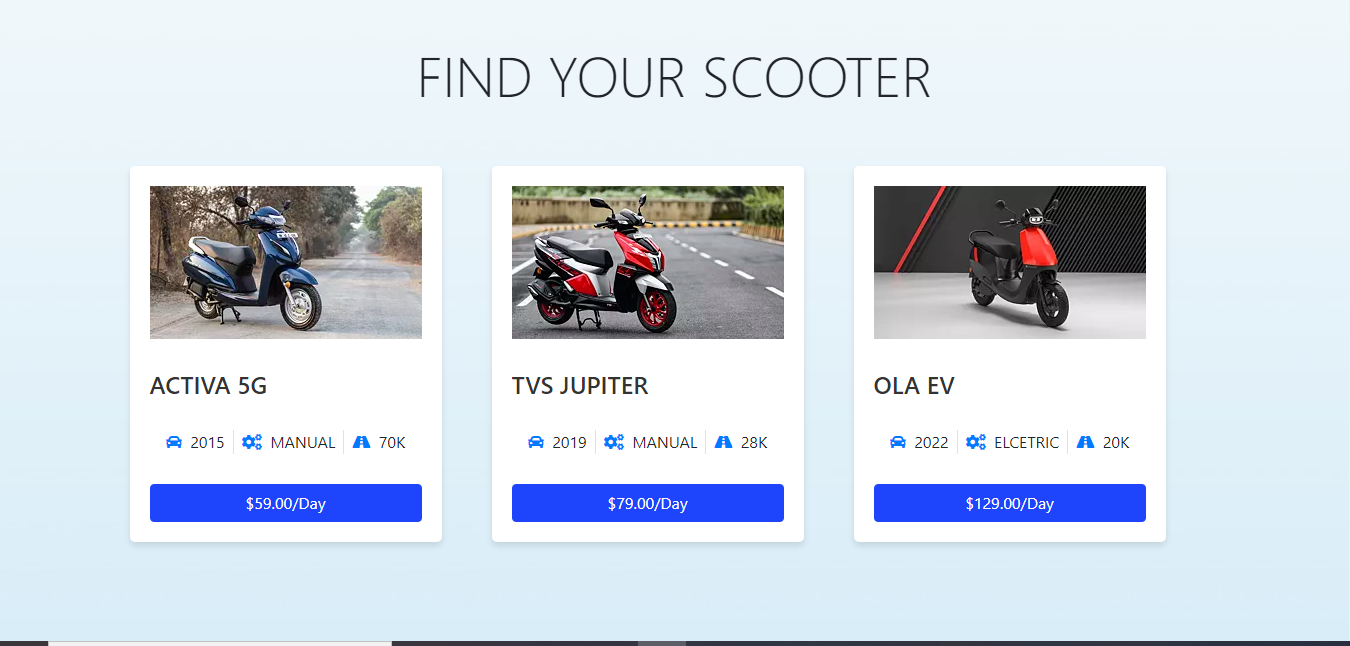 FIND YOUR SCOOTER
ACTIVA 5G
2015 MANUAL 70K
$59.00/Day
TVS JUPITER
2019 MANUAL 28K
$79.00/Day
OLA EV
2022 ELCETRIC 20K
$129.00/Day